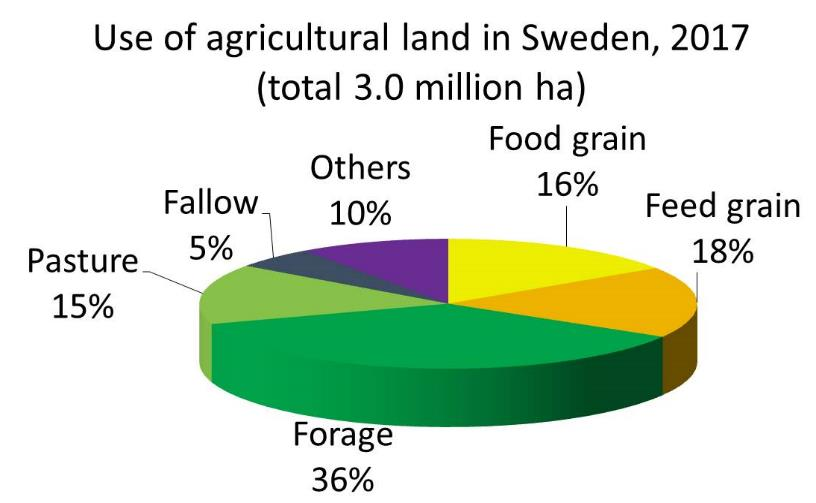 Use of agricultural land in Sweden, 2017
(total 3.0 million ha)
Food grain
16%
Others
10%
Feed grain
18%
Fallow
5%
Pasture
15%
Forage
36%